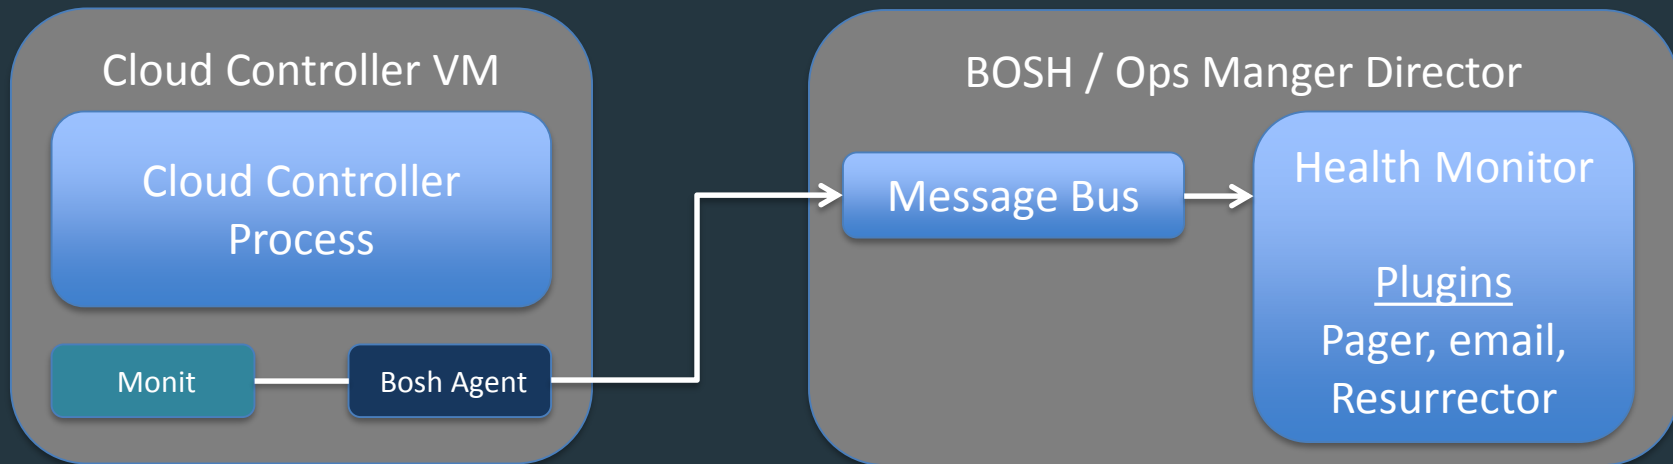 Cloud Controller VM
Cloud Controller
Process
Monit
Bosh Agent
BOSH / Ops Manger Director
Message Bus
Health Monitor
Plugins
Pager, email,
Resurrector